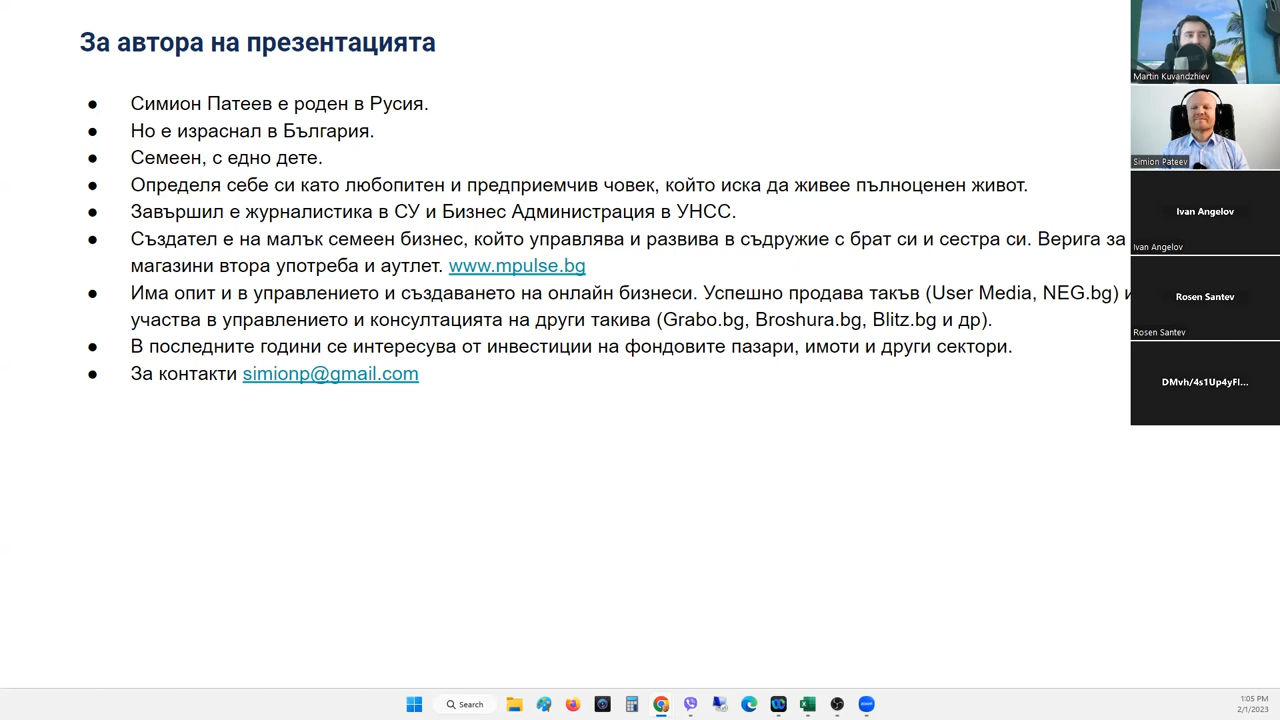 За автора на презентацията
● Симион Патеев е роден в Русия.
● Но е израснал в България.
● Семеен, с едно дете.
● Определя себе си като любопитен и предприемчив човек, който иска да живее пълноценен живот.
● Завършил е журналистика в СУ и Бизнес Администрация в УНСС.
● Създател е на малък семеен бизнес, който управлява и развива в съдружие с брат си и сестра си. Верига за
магазини втора употреба и аутлет. www.mpulse.bg
● Има опит и в управлението и създаването на онлайн бизнеси. Успешно продава такъв (User Media, NEG.bg) и
участва в управлението и консултацията на други такива (Grabo.bg, Broshura.bg, Blitz.bg и др).
● В последните години се интересува от инвестиции на фондовите пазари, имоти и други сектори.
● За контакти simionp@gmail.com
Martin Kuvandzhiev
Simion Pateev
Ivan Angelov
Ivan Angelov
Rosen Santev
Rosen Santev
DMvh/4s1Up4yFl...
Search
1:05 PM
2/1/2023